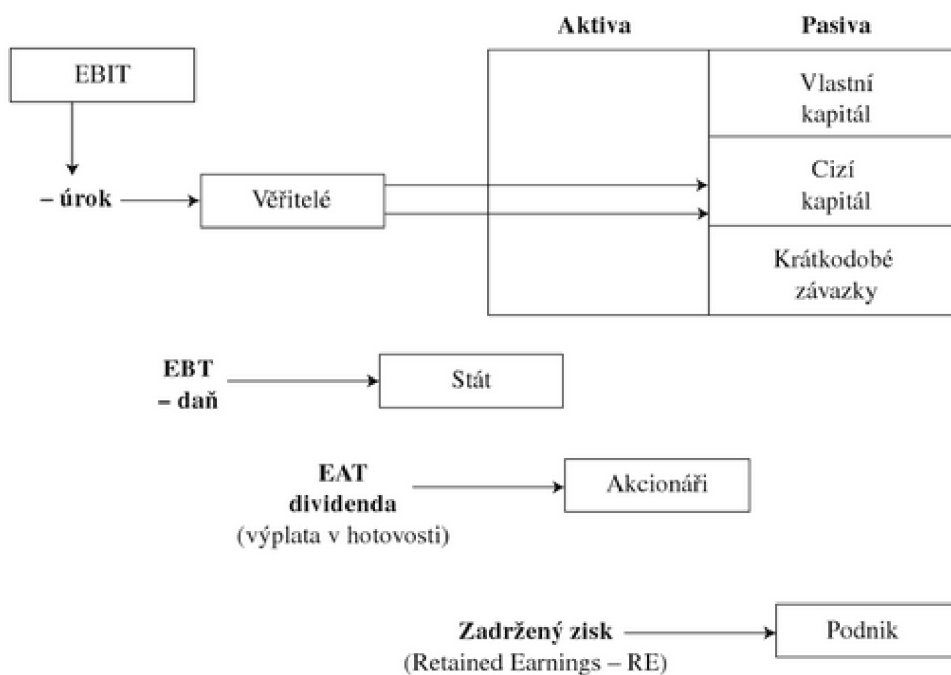 Aktiva
Pasiva
EBIT
Vlastní
kapitál
– úrok
Věřitelé
Cizí
kapitál
Krátkodobé
závazky
EBT
– daň
Stát
EAT
dividenda
(výplata v hotovosti)
Akcionáři
Zadržený zisk
(Retained Earnings – RE)
Podnik